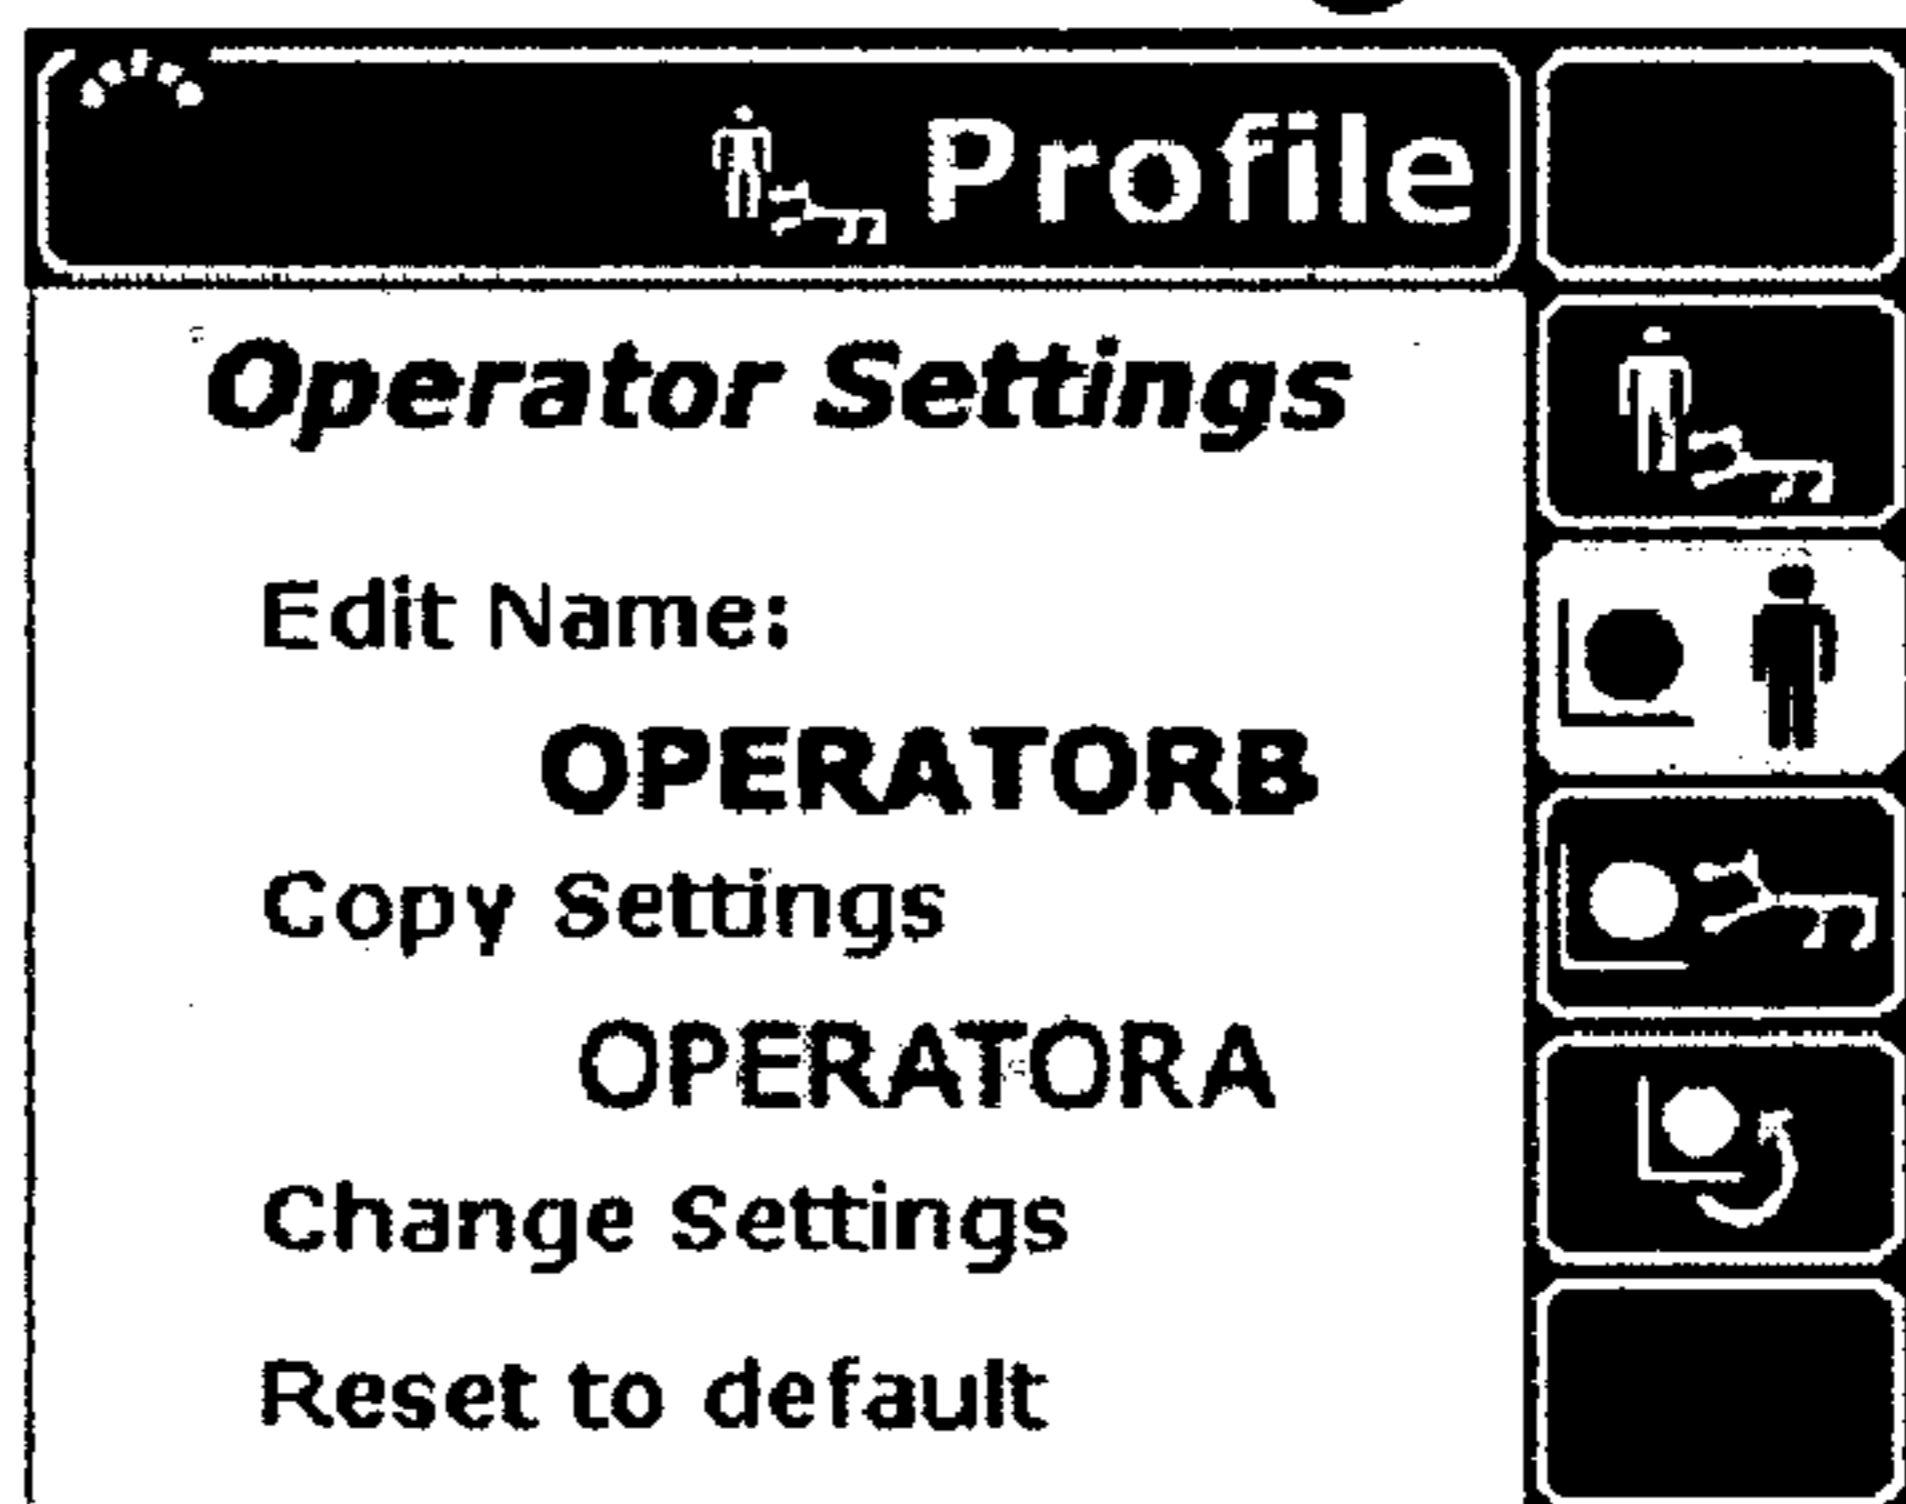 Profile
Operator Settings
Edit Name:
OPERATORB
Copy Settings
OPERATORA
Change Settings
Reset to default